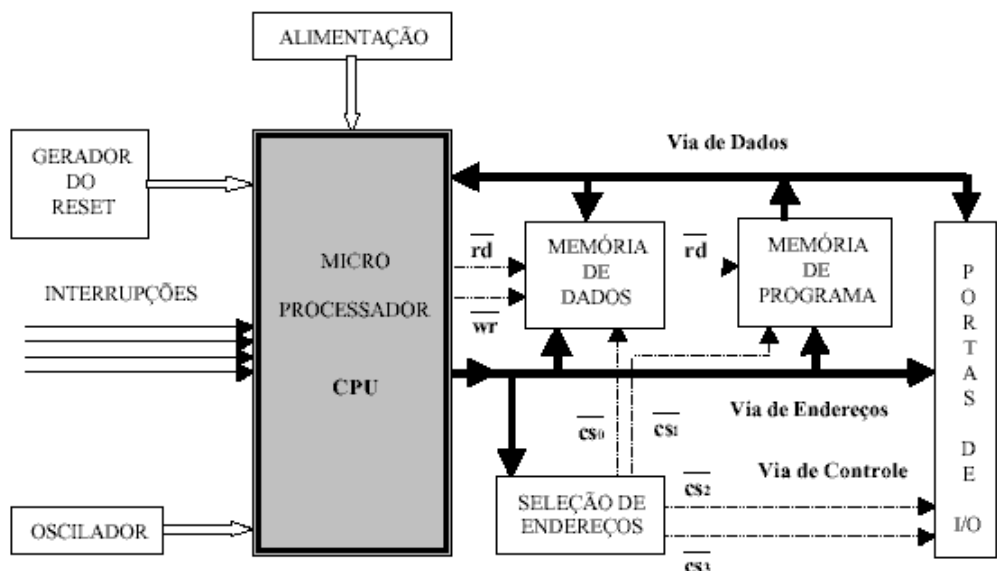 ALIMENTAÇÃO
GERADOR
DO
RESET
Via de Dados
MICRO
PROCESSADOR
CPU
rd
wr
MEMÓRIA
DE
DADOS
rd
MEMÓRIA
DE
PROGRAMA
INTERRUPÇÕES
P
O
R
T
A
S
D
E
I/O
Via de Endereços
cs0
cs1
Via de Controle
OSCILADOR
SELEÇÃO DE
ENDEREÇOS
cs2
cs3